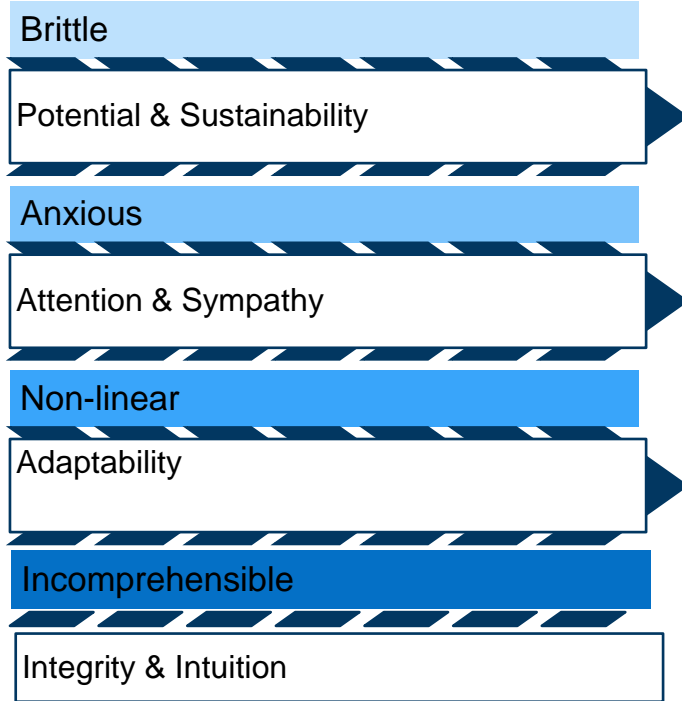 Brittle
Potential & Sustainability
Anxious
Attention & Sympathy
Non-linear
Adaptability
Incomprehensible
Integrity & Intuition